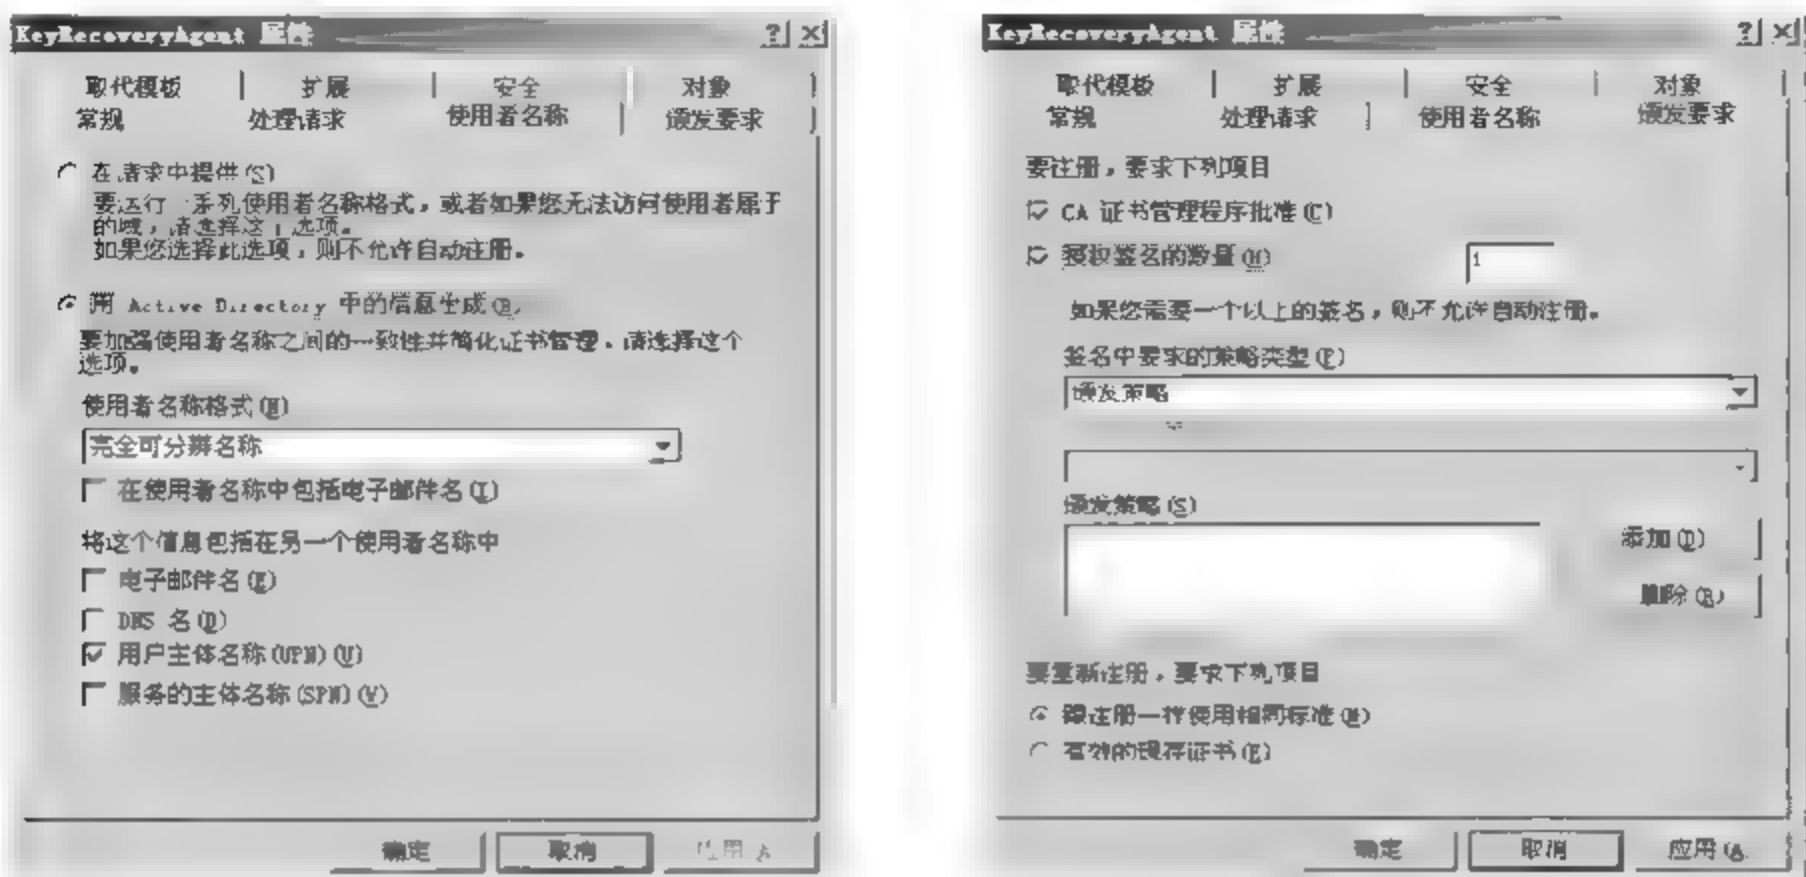 KeyRecoveryAgent 属性
取代模板 扩展 安全 对象
常规 处理请求 使用者名称 颁发要求
在请求中提供(S)
要运行一系列使用者名称格式，或者如果您无法访问使用者属于
的域，请选择这个选项。
如果您选择此选项，则不允许自动注册。
用 Active Directory 中的信息生成(B)
要加强使用者名称之间的一致性并简化证书管理，请选择这个
选项。
使用者名称格式(N)
完全可分辨名称
在使用者名称中包括电子邮件名(I)
将这个信息包括在另一个使用者名称中
电子邮件名(E)
DNS 名(D)
用户主体名称(UPN)(U)
服务的主体名称(SPN)(V)
确定 取消 应用(A
KeyRecoveryAgent 属性
取代模板 扩展 安全 对象
常规 处理请求 使用者名称 颁发要求
要注册，要求下列项目
CA 证书管理程序批准(C)
授权签名的数量(H) 1
如果您需要一个以上的签名，则不允许自动注册。
签名中要求的策略类型(P)
颁发策略
颁发策略(S)
添加(D)
删除(R)
要重新注册，要求下列项目
跟注册一样使用相同标准(M)
有效的现存证书(E)
确定 取消 应用(A